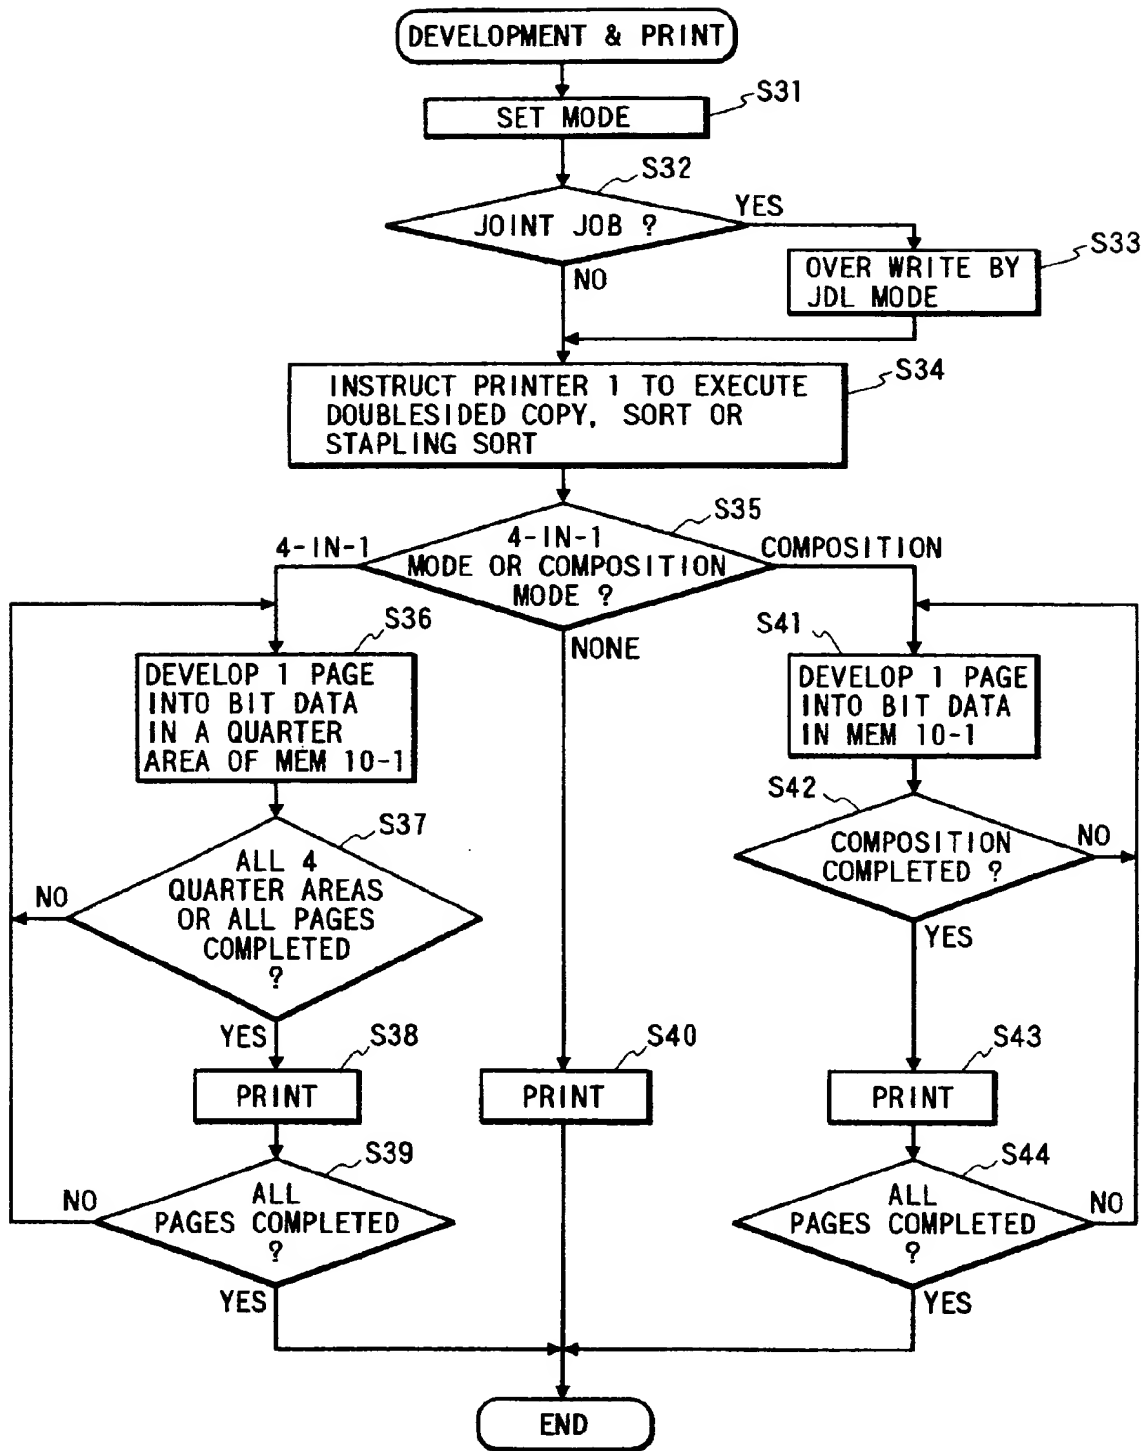 DEVELOPMENT & PRINT
S31
SET MODE
S32
JOINT JOB ?
YES
S33
OVER WRITE BY
JDL MODE
NO
S34
INSTRUCT PRINTER 1 TO EXECUTE
DOUBLESIDED COPY, SORT OR
STAPLING SORT
S35
4-IN-1
4-IN-1
MODE OR COMPOSITION
MODE ?
COMPOSITION
NONE
S36
DEVELOP 1 PAGE
INTO BIT DATA
IN A QUARTER
AREA OF MEM 10-1
S41
DEVELOP 1 PAGE
INTO BIT DATA
IN MEM 10-1
S37
ALL 4
QUARTER AREAS
OR ALL PAGES
COMPLETED
?
NO
YES
S42
COMPOSITION
COMPLETED ?
NO
YES
S38
PRINT
S40
PRINT
S43
PRINT
S39
ALL
PAGES COMPLETED
?
NO
YES
S44
ALL
PAGES COMPLETED
?
NO
YES
END